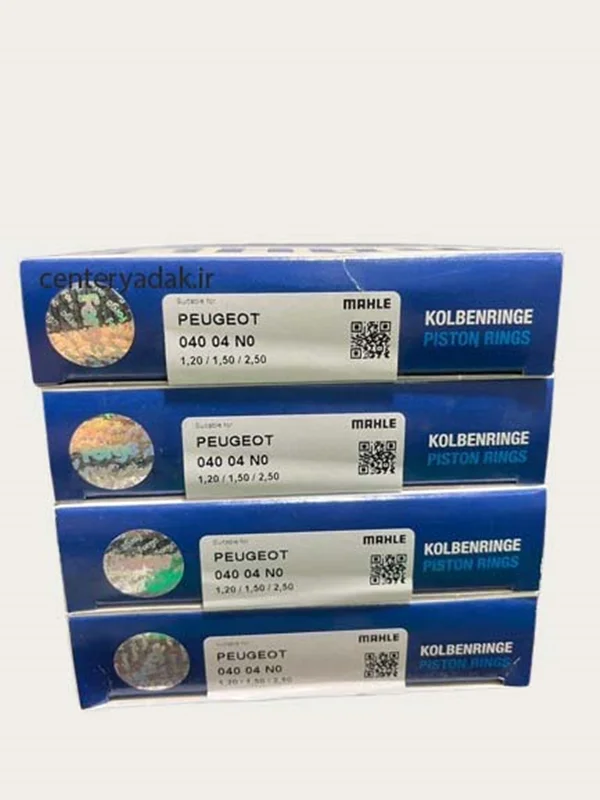 centeryadak.ir
Suitable for
MAHLE
PEUGEOT
040 04 N0
1,20 / 1,50 / 2,50
KOLBENRINGE
PISTON RINGS
Suitable for
MAHLE
PEUGEOT
040 04 N0
1,20 / 1,50 / 2,50
KOLBENRINGE
PISTON RINGS
Suitable for
MAHLE
PEUGEOT
040 04 N0
1,20 / 1,50 / 2,50
KOLBENRINGE
PISTON RINGS
Suitable for
MAHLE
PEUGEOT
040 04 N0
1,20 / 1,50 / 2,50
KOLBENRINGE
PISTON RINGS